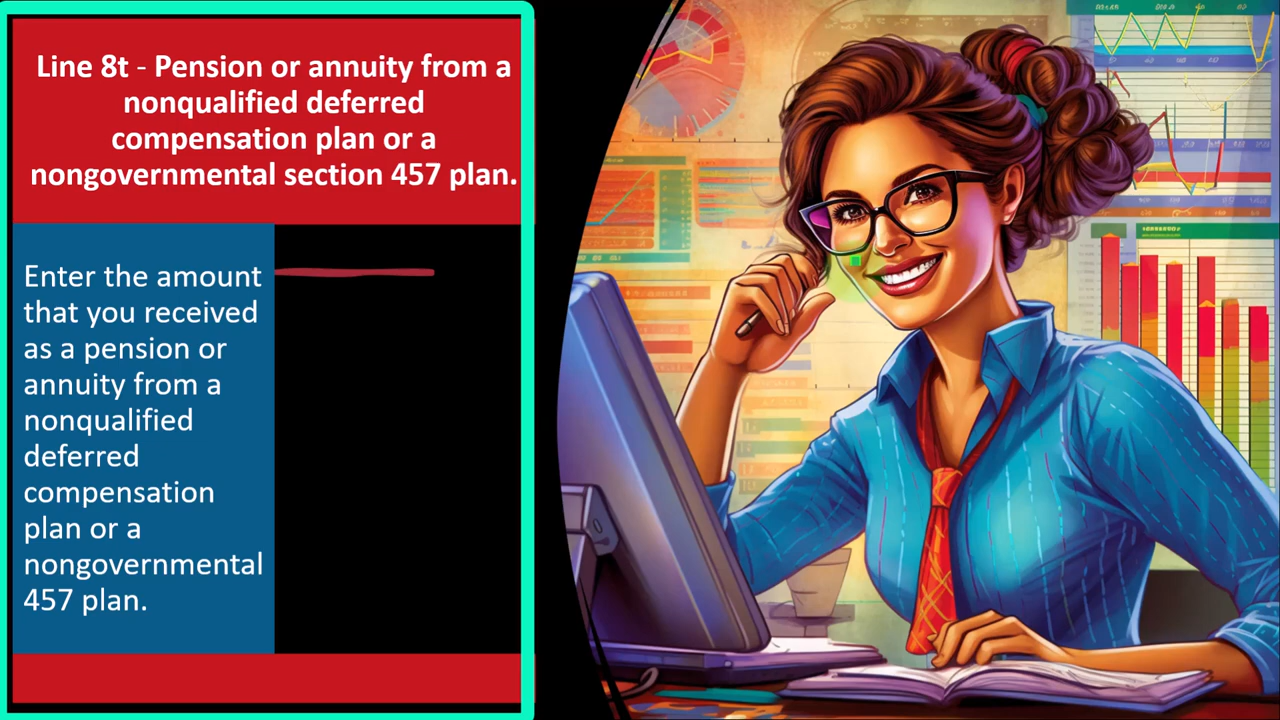 Line 8t - Pension or annuity from a
nonqualified deferred
compensation plan or a
nongovernmental section 457 plan.
Enter the amount
that you received
as a pension or
annuity from a
nonqualified
deferred
compensation
plan or a
nongovernmental
457 plan.